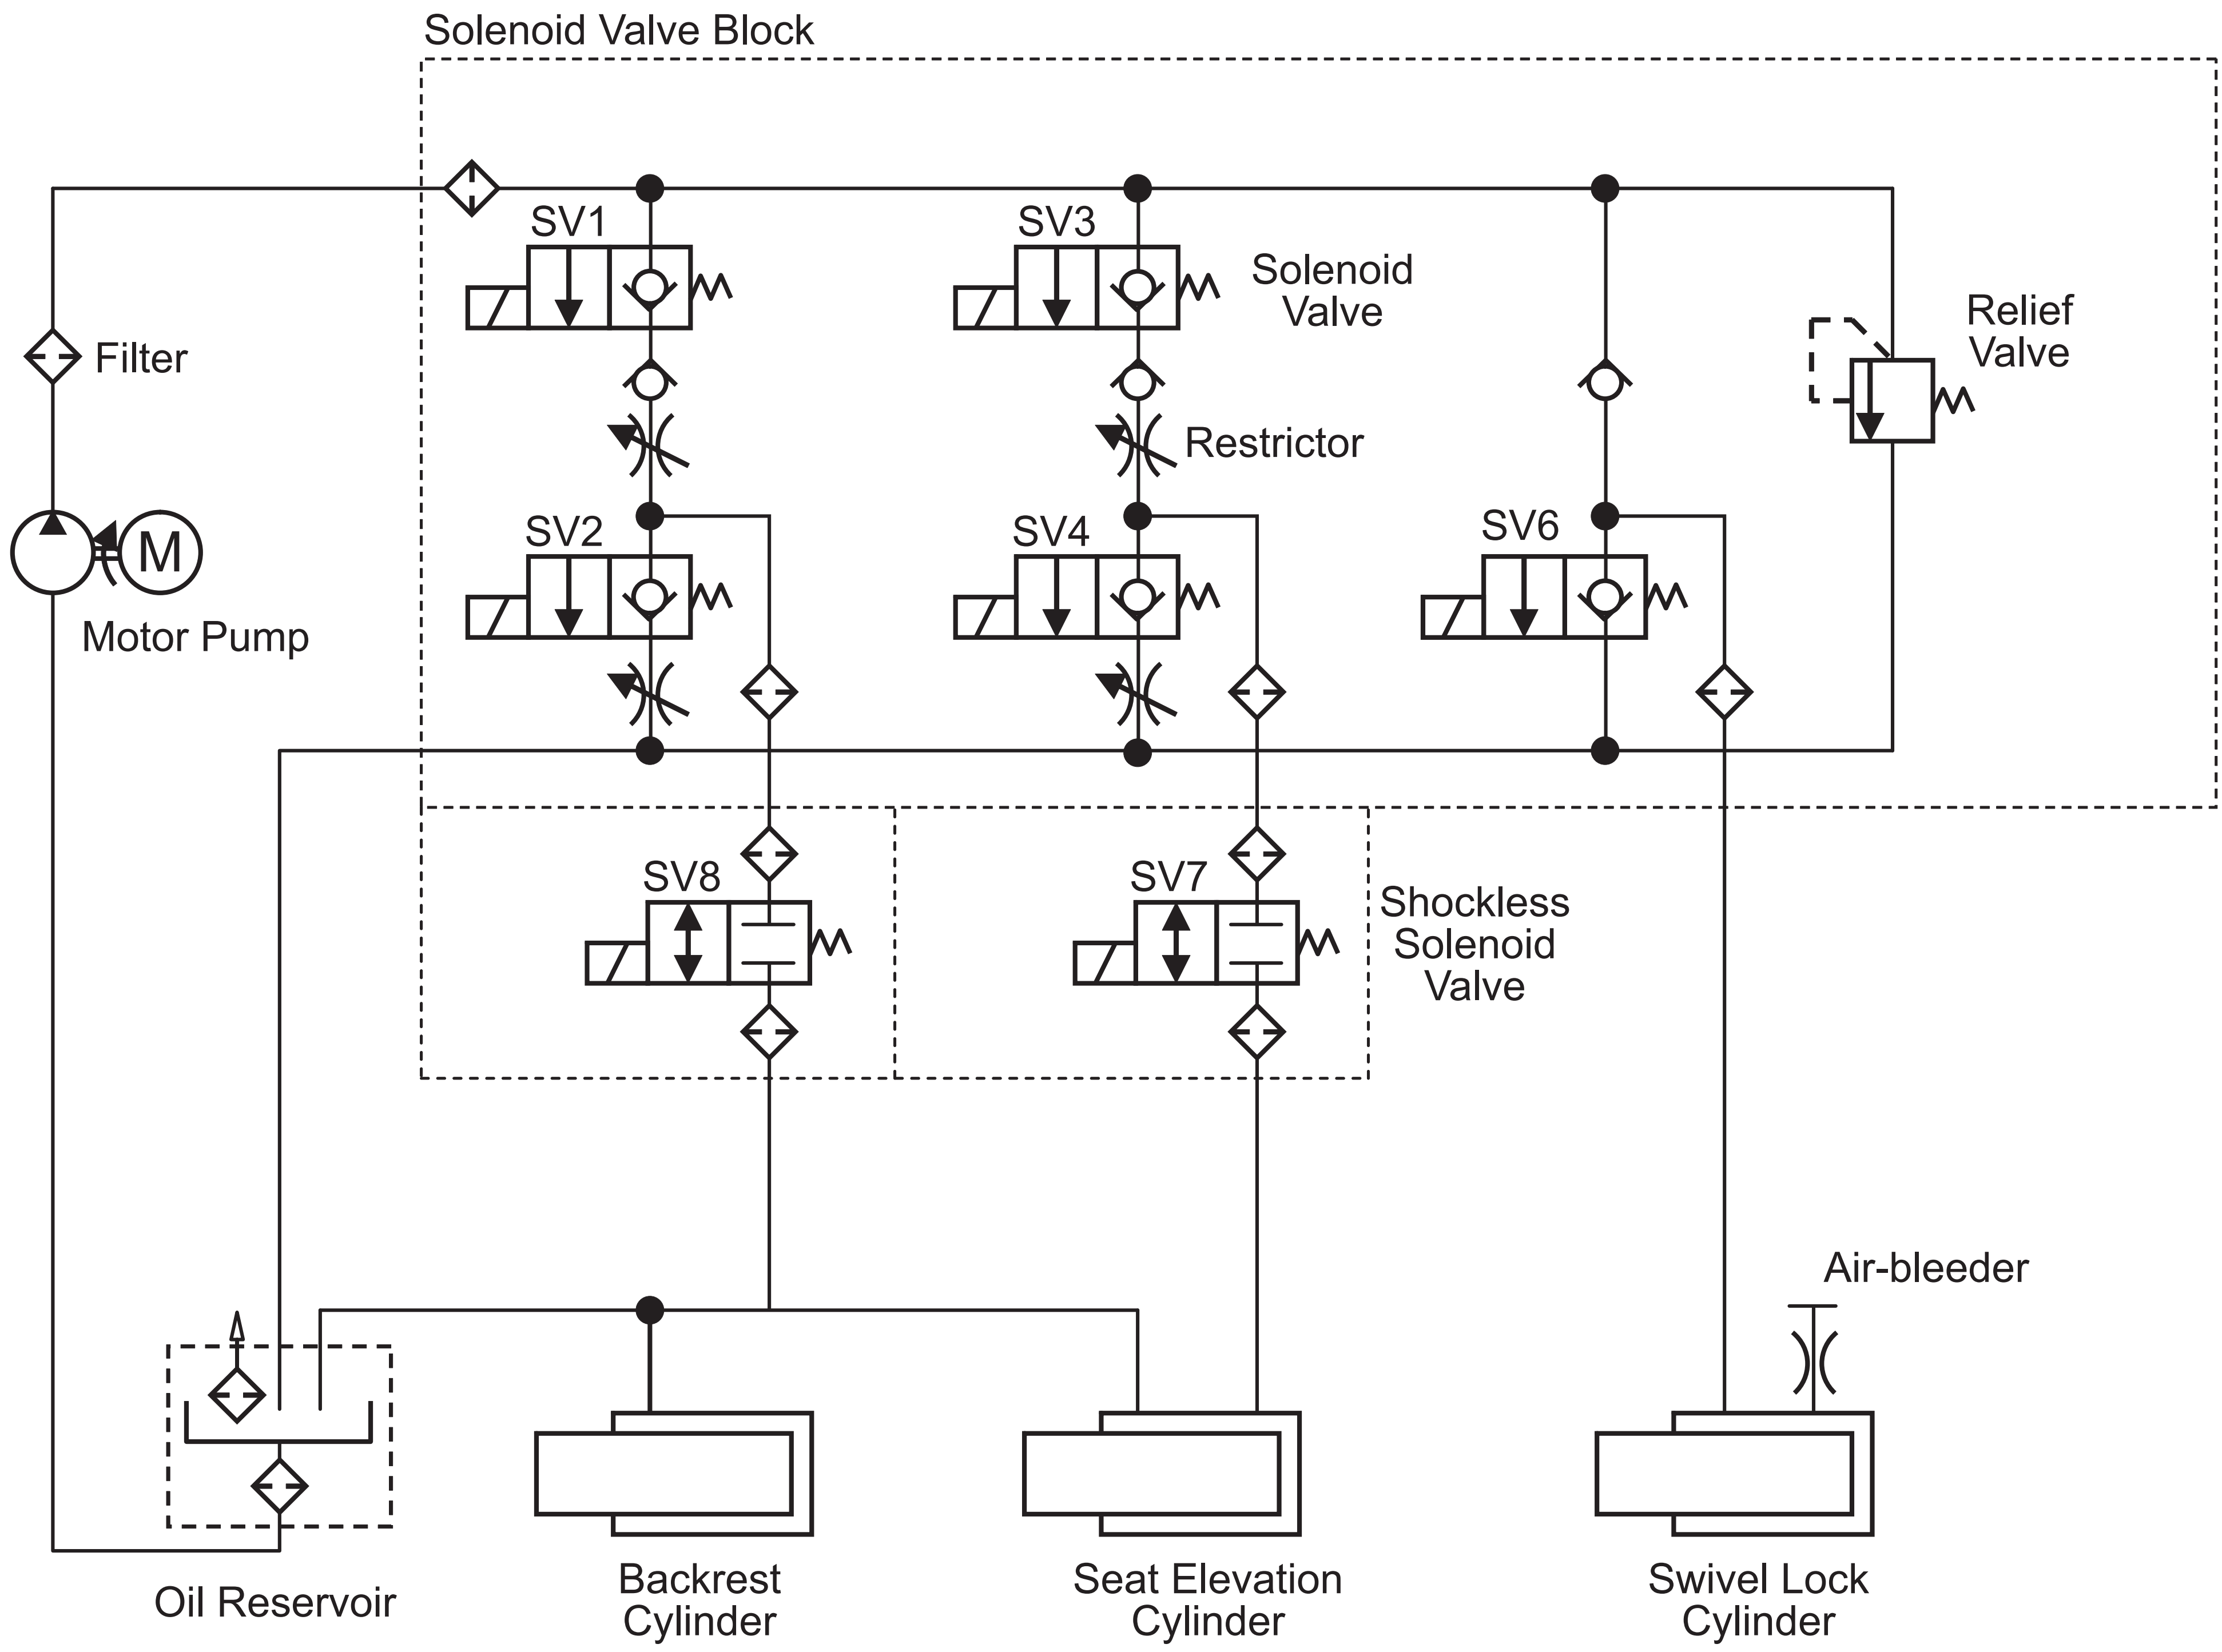 Solenoid Valve Block
SV1
SV3
Solenoid
Valve
Relief
Valve
Filter
Restrictor
SV2
SV4
SV6
M
Motor Pump
SV8
SV7
Shockless
Solenoid
Valve
Air-bleeder
Oil Reservoir
Backrest
Cylinder
Seat Elevation
Cylinder
Swivel Lock
Cylinder